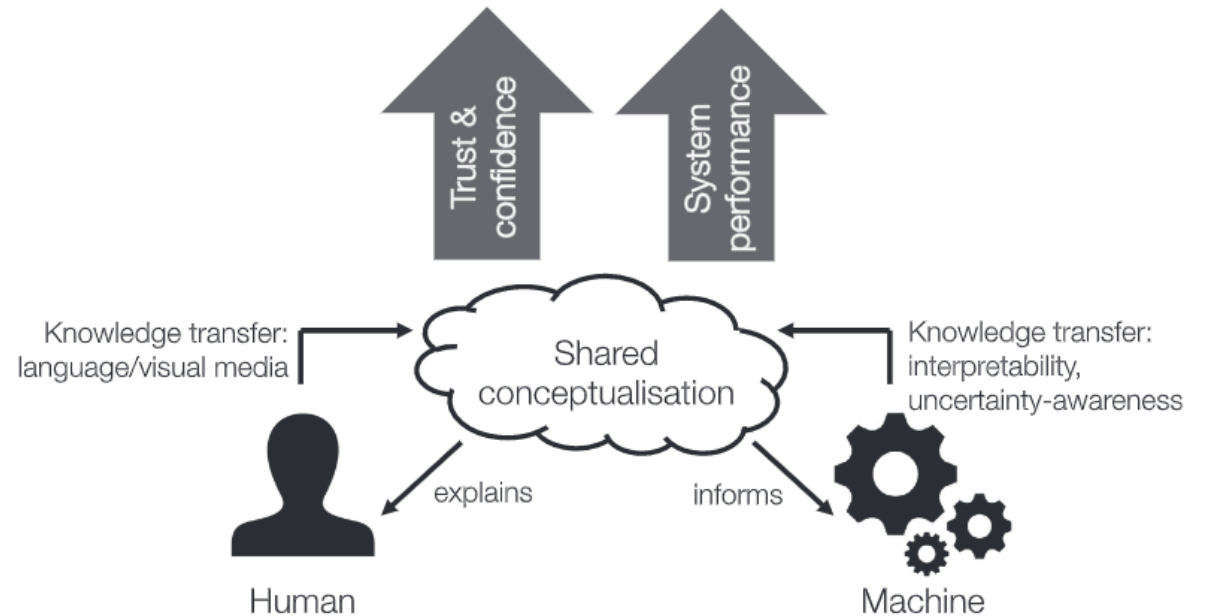 Trust &
confidence
System
performance
Knowledge transfer:
language/visual media
Shared
conceptualisation
Knowledge transfer:
interpretability,
uncertainty-awareness
explains
informs
Human
Machine